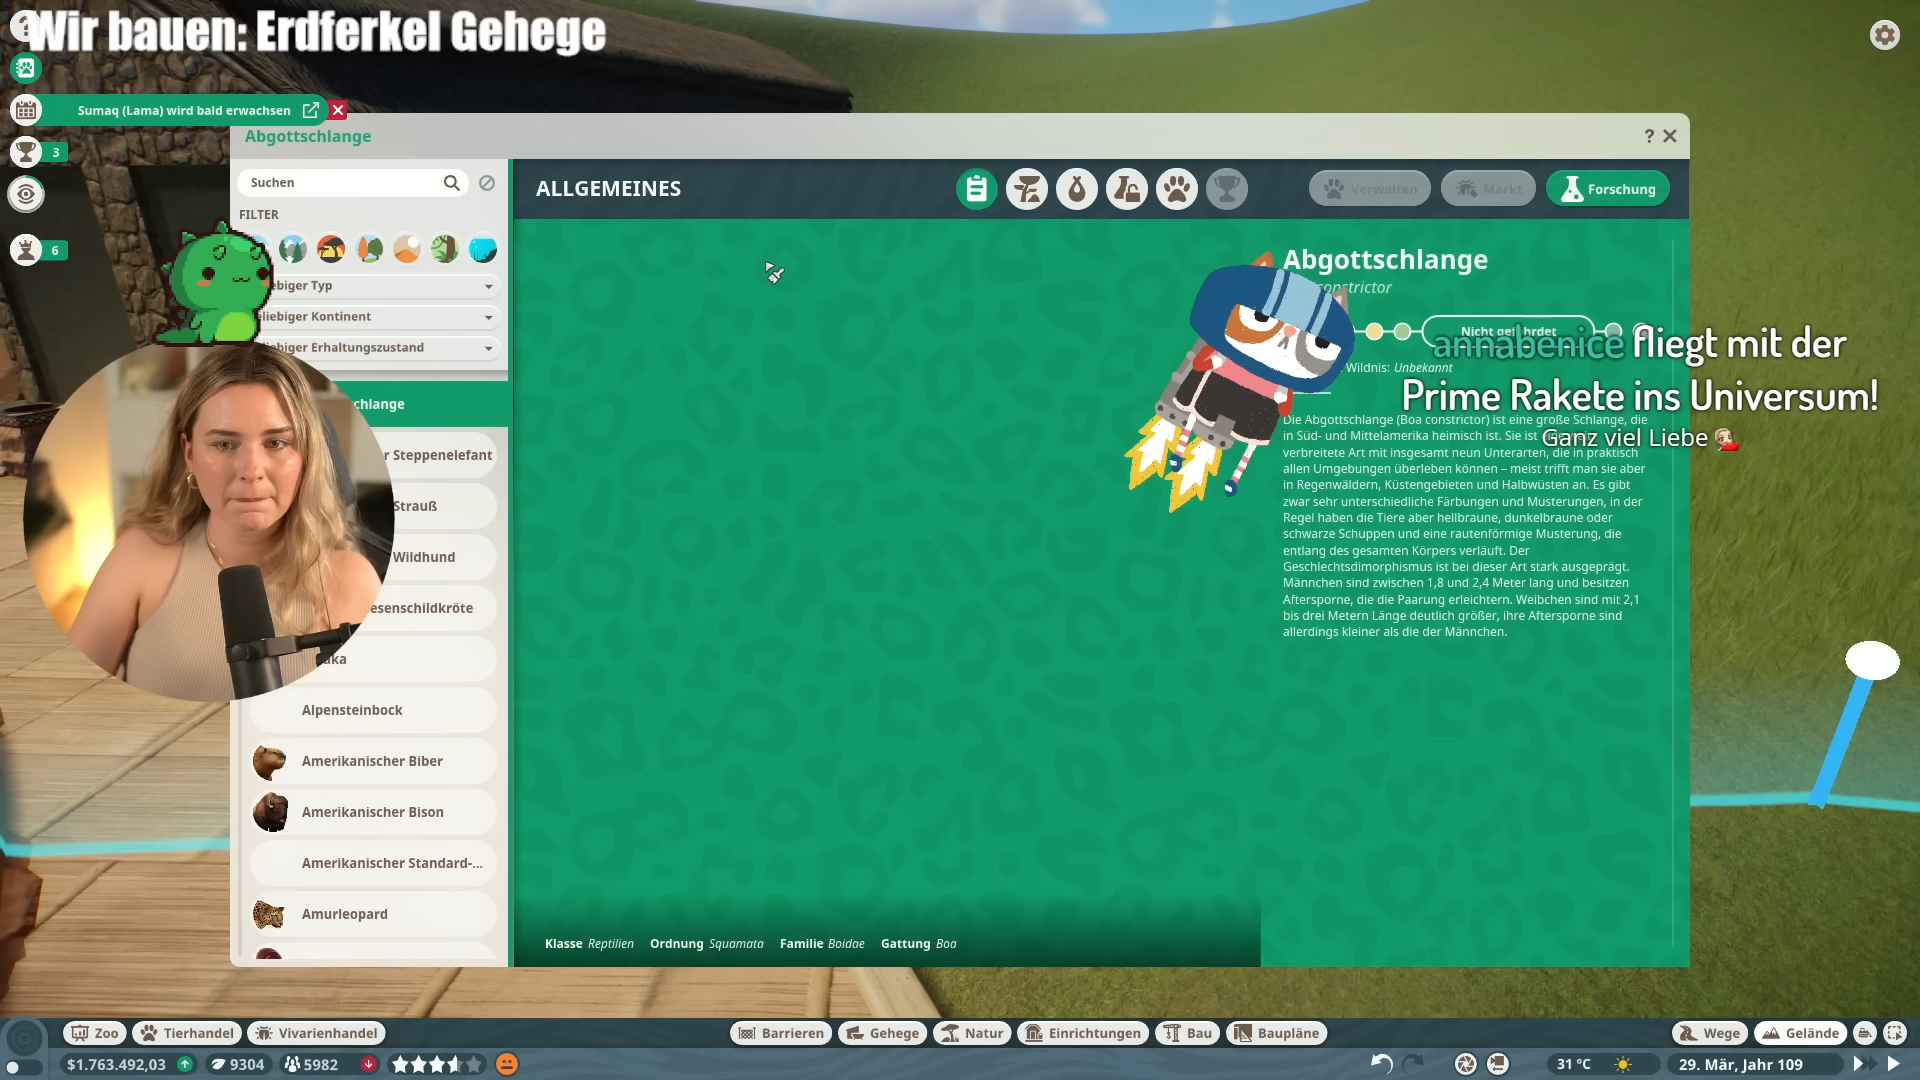 Wir bauen: Erdferkel Gehege
Sumaq (Lama) wird bald erwachsen
3
6
Abgottschlange
?
Suchen
FILTER
ebiger Typ
eliebiger Kontinent
ebiger Erhaltungszustand
chlange
r Steppenelefant
Strauß
Wildhund
esenschildkröte
aka
Alpensteinbock
Amerikanischer Biber
Amerikanischer Bison
Amerikanischer Standard-...
Amurleopard
ALLGEMEINES
Verwalten
Markt
Forschung
Abgottschlange
constrictor
Nicht gefährdet
Wildnis: Unbekannt
annabenice fliegt mit der
Prime Rakete ins Universum!
Ganz viel Liebe
Die Abgottschlange (Boa constrictor) ist eine große Schlange, die
in Süd- und Mittelamerika heimisch ist. Sie ist
verbreitete Art mit insgesamt neun Unterarten, die in praktisch
allen Umgebungen überleben können – meist trifft man sie aber
in Regenwäldern, Küstengebieten und Halbwüsten an. Es gibt
zwar sehr unterschiedliche Färbungen und Musterungen, in der
Regel haben die Tiere aber hellbraune, dunkelbraune oder
schwarze Schuppen und eine rautenförmige Musterung, die
entlang des gesamten Körpers verläuft. Der
Geschlechtsdimorphismus ist bei dieser Art stark ausgeprägt.
Männchen sind zwischen 1,8 und 2,4 Meter lang und besitzen
Aftersporne, die die Paarung erleichtern. Weibchen sind mit 2,1
bis drei Metern Länge deutlich größer, ihre Aftersporne sind
allerdings kleiner als die der Männchen.
Klasse Reptilien Ordnung Squamata Familie Boidae Gattung Boa
Zoo
Tierhandel
Vivarienhandel
Barrieren
Gehege
Natur
Einrichtungen
Bau
Baupläne
Wege
Gelände
$1.763.492,03
9304
5982
31 °C
29. Mär, Jahr 109